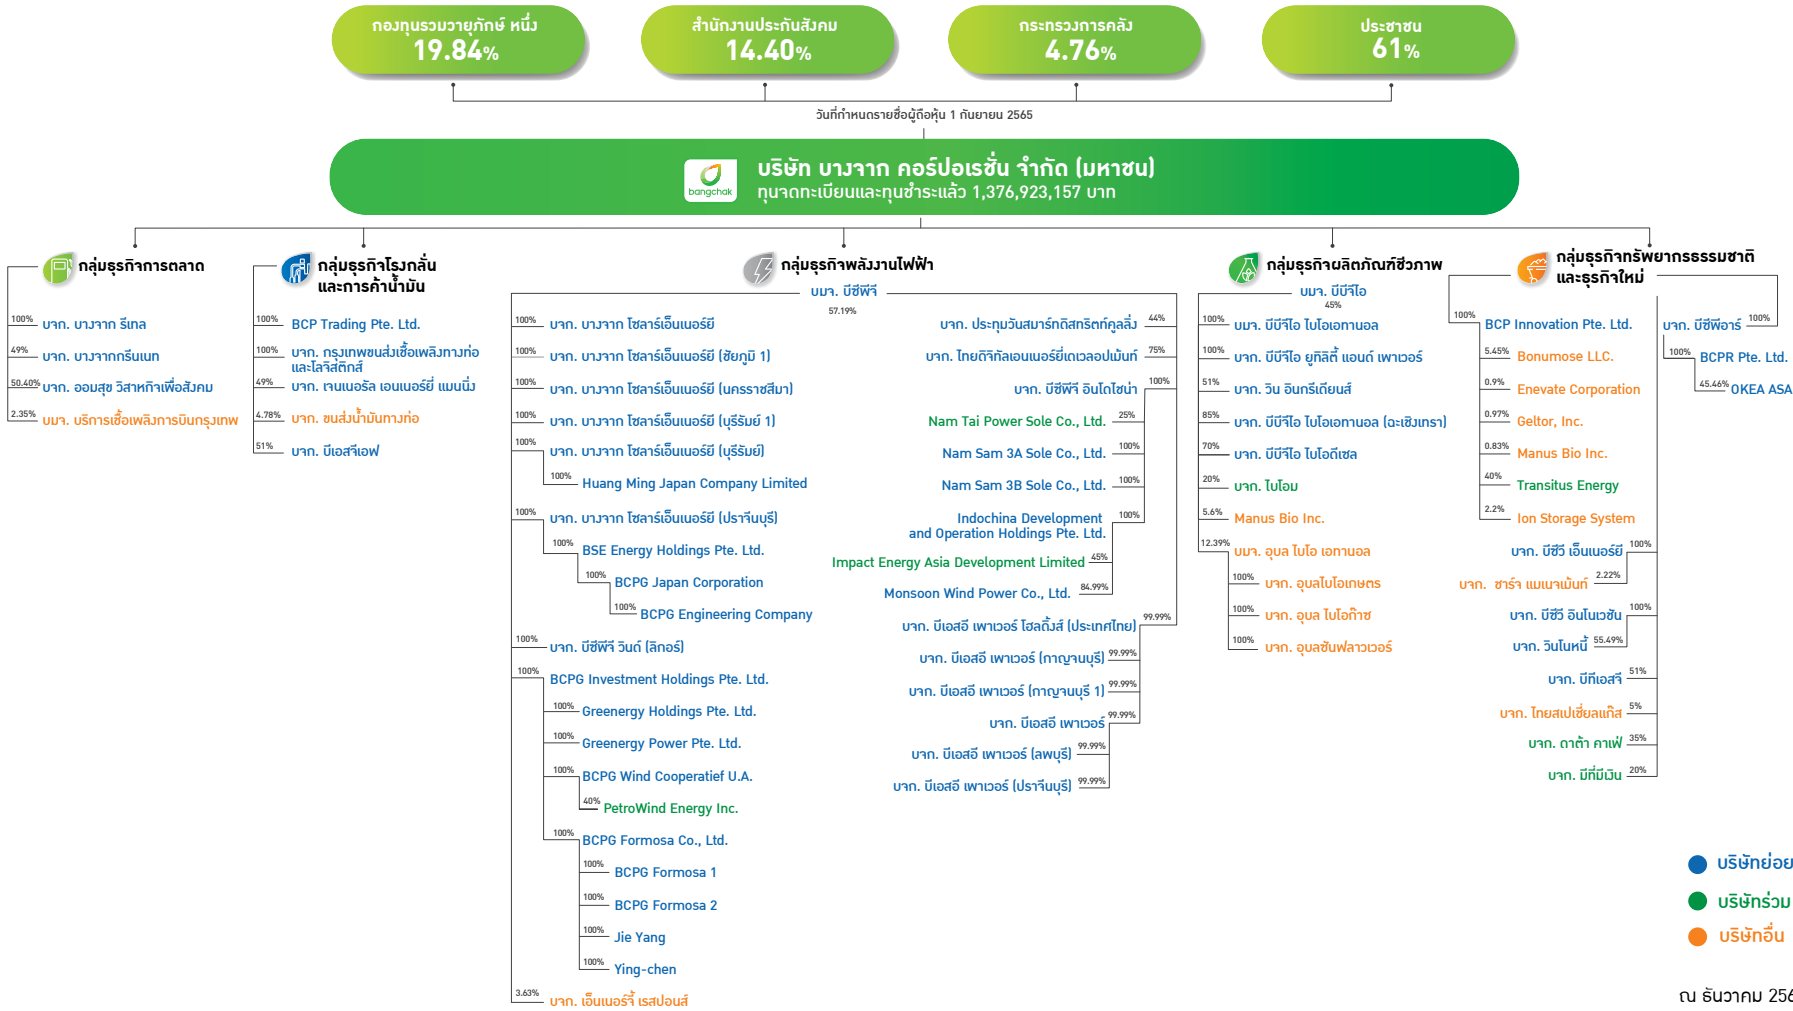 กองทุนรวมวายุภักษ์ หนึ่ง
19.84%
สำนักงานประกันสังคม
14.40%
กระทรวงการคลัง
4.76%
ประชาชน
61%
วันที่กำหนดรายชื่อผู้ถือหุ้น 1 กันยายน 2565
bangchak
บริษัท บางจาก คอร์ปอเรชั่น จำกัด (มหาชน)
ทุนจดทะเบียนและทุนชำระแล้ว 1,376,923,157 บาท
กลุ่มธุรกิจการตลาด
100% บจก. บางจาก รีเทล
49% บจก. บางจากกรีนเนท
50.40% บจก. ออมสุข วิสาหกิจเพื่อสังคม
2.35% บมจ. บริการเชื้อเพลิงการบินกรุงเทพ
กลุ่มธุรกิจโรงกลั่น
และการค้าน้ำมัน
100% BCP Trading Pte. Ltd.
100% บจก. กรุงเทพขนส่งเชื้อเพลิงทางท่อ
และโลจิสติกส์
49% บจก. เจนเนอรัล เอนเนอร์ยี่ แมนนิ่ง
4.78% บจก. ขนส่งน้ำมันทางท่อ
51% บจก. บีเอสจีเอฟ
กลุ่มธุรกิจพลังงานไฟฟ้า
บมจ. บีซีพีจี
57.19%
100% บจก. บางจาก โซลาร์เอ็นเนอร์ยี
100% บจก. บางจาก โซลาร์เอ็นเนอร์ยี (ชัยภูมิ 1)
100% บจก. บางจาก โซลาร์เอ็นเนอร์ยี (นครราชสีมา)
100% บจก. บางจาก โซลาร์เอ็นเนอร์ยี (บุรีรัมย์ 1)
100% บจก. บางจาก โซลาร์เอ็นเนอร์ยี (บุรีรัมย์)
100% Huang Ming Japan Company Limited
100% บจก. บางจาก โซลาร์เอ็นเนอร์ยี (ปราจีนบุรี)
100% BSE Energy Holdings Pte. Ltd.
100% BCPG Japan Corporation
100% BCPG Engineering Company
100% บจก. บีซีพีจี วินด์ (ลิกอร์)
100% BCPG Investment Holdings Pte. Ltd.
100% Greenergy Holdings Pte. Ltd.
100% Greenergy Power Pte. Ltd.
100% BCPG Wind Cooperatief U.A.
40% PetroWind Energy Inc.
100% BCPG Formosa Co., Ltd.
100% BCPG Formosa 1
100% BCPG Formosa 2
100% Jie Yang
100% Ying-chen
3.63% บจก. เอ็นเนอร์จี้ เรสปอนส์
บจก. ประทุมวันสมาร์ทดิสทริตท์คูลลิ่ง 44%
บจก. ไทยดิจิทัลเอนเนอร์ยี่เดเวลอปเม้นท์ 75%
บจก. บีซีพีจี อินโดไชน่า 100%
Nam Tai Power Sole Co., Ltd. 25%
Nam Sam 3A Sole Co., Ltd. 100%
Nam Sam 3B Sole Co., Ltd. 100%
Indochina Development 100%
and Operation Holdings Pte. Ltd.
Impact Energy Asia Development Limited 45%
Monsoon Wind Power Co., Ltd. 84.99%
บจก. บีเอสอี เพาเวอร์ โฮลดิ้งส์ (ประเทศไทย) 99.99%
บจก. บีเอสอี เพาเวอร์ (กาญจนบุรี) 99.99%
บจก. บีเอสอี เพาเวอร์ (กาญจนบุรี 1) 99.99%
บจก. บีเอสอี เพาเวอร์ 99.99%
บจก. บีเอสอี เพาเวอร์ (ลพบุรี) 99.99%
บจก. บีเอสอี เพาเวอร์ (ปราจีนบุรี) 99.99%
กลุ่มธุรกิจผลิตภัณฑ์ชีวภาพ
บมจ. บีบีจีไอ
45%
100% บมจ. บีบีจีไอ ไบโอเอทานอล
100% บจก. บีบีจีไอ ยูทิลิตี้ แอนด์ เพาเวอร์
51% บจก. วิน อินกรีเดียนส์
85% บจก. บีบีจีไอ ไบโอเอทานอล (ฉะเชิงเทรา)
70% บจก. บีบีจีไอ ไบโอดีเซล
20% บจก. ไบโอม
5.6% Manus Bio Inc.
12.39% บมจ. อุบล ไบโอ เอทานอล
100% บจก. อุบลไบโอเกษตร
100% บจก. อุบล ไบโอก๊าซ
100% บจก. อุบลซันฟลาวเวอร์
กลุ่มธุรกิจทรัพยากรธรรมชาติ
และธุรกิจใหม่
100% BCP Innovation Pte. Ltd.
5.45% Bonumose LLC.
0.9% Enevate Corporation
0.97% Geltor, Inc.
0.83% Manus Bio Inc.
40% Transitus Energy
2.2% Ion Storage System
บจก. บีซีวี เอ็นเนอร์ยี 100%
บจก. ชาร์จ แมเนจเม้นท์ 2.22%
บจก. บีซีวี อินโนเวชัน 100%
บจก. วินโนหนี้ 55.49%
บจก. บีทีเอสจี 51%
บจก. ไทยสเปเชี่ยลแก๊ส 5%
บจก. ดาต้า คาเฟ่ 35%
บจก. มีที่มีเงิน 20%
บจก. บีซีพีอาร์ 100%
100% BCPR Pte. Ltd.
45.46% OKEA ASA
บริษัทย่อย
บริษัทร่วม
บริษัทอื่น
ณ ธันวาคม 256